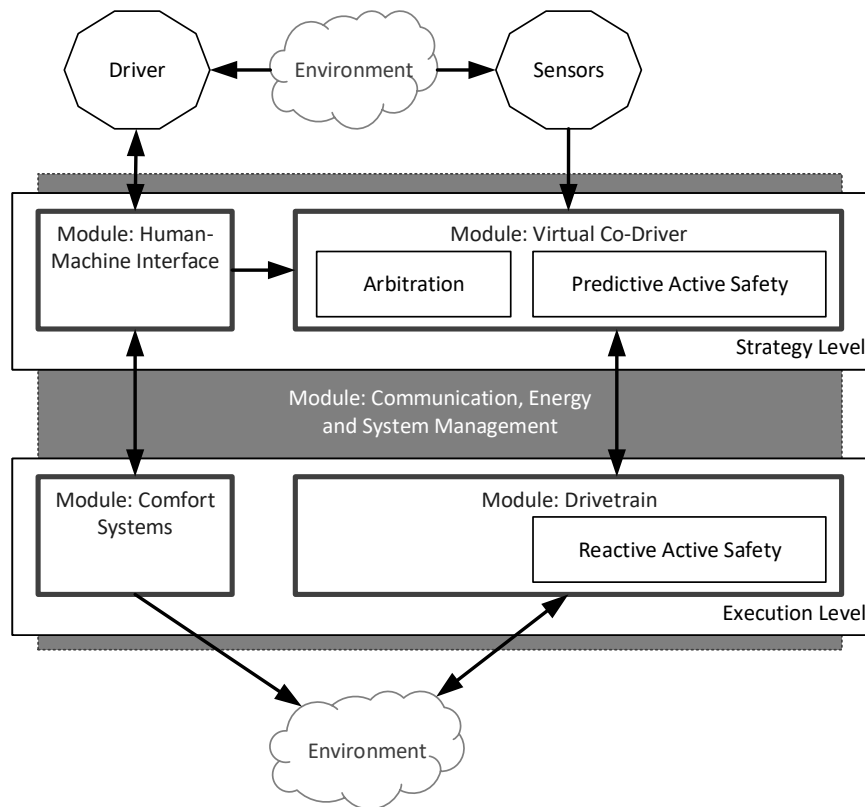 Driver
Environment
Sensors
Module: Human-
Machine Interface
Module: Virtual Co-Driver
Arbitration
Predictive Active Safety
Strategy Level
Module: Communication, Energy
and System Management
Module: Comfort
Systems
Module: Drivetrain
Reactive Active Safety
Execution Level
Environment